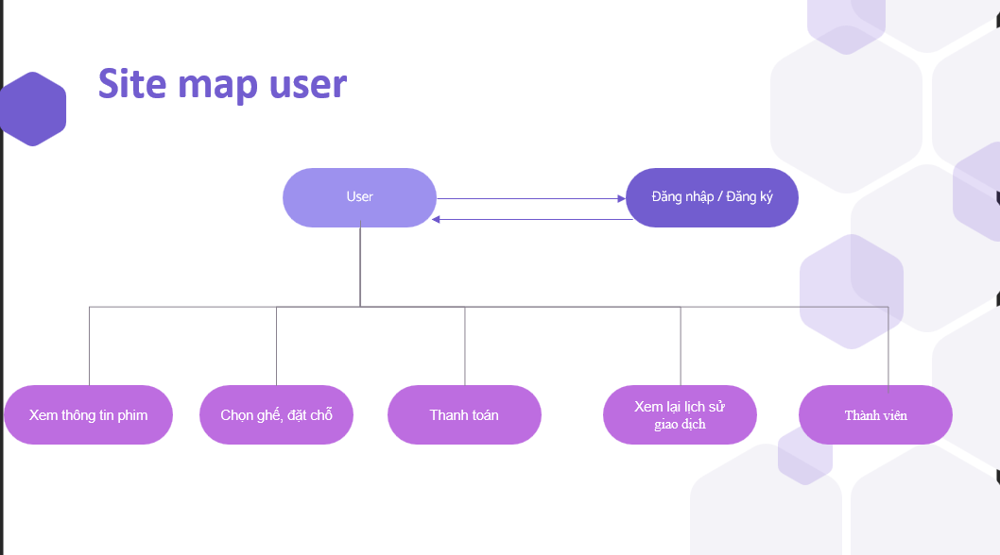 Site map user
User
Đăng nhập / Đăng ký
Xem thông tin phim
Chọn ghế, đặt chỗ
Thanh toán
Xem lại lịch sử
giao dịch
Thành viên